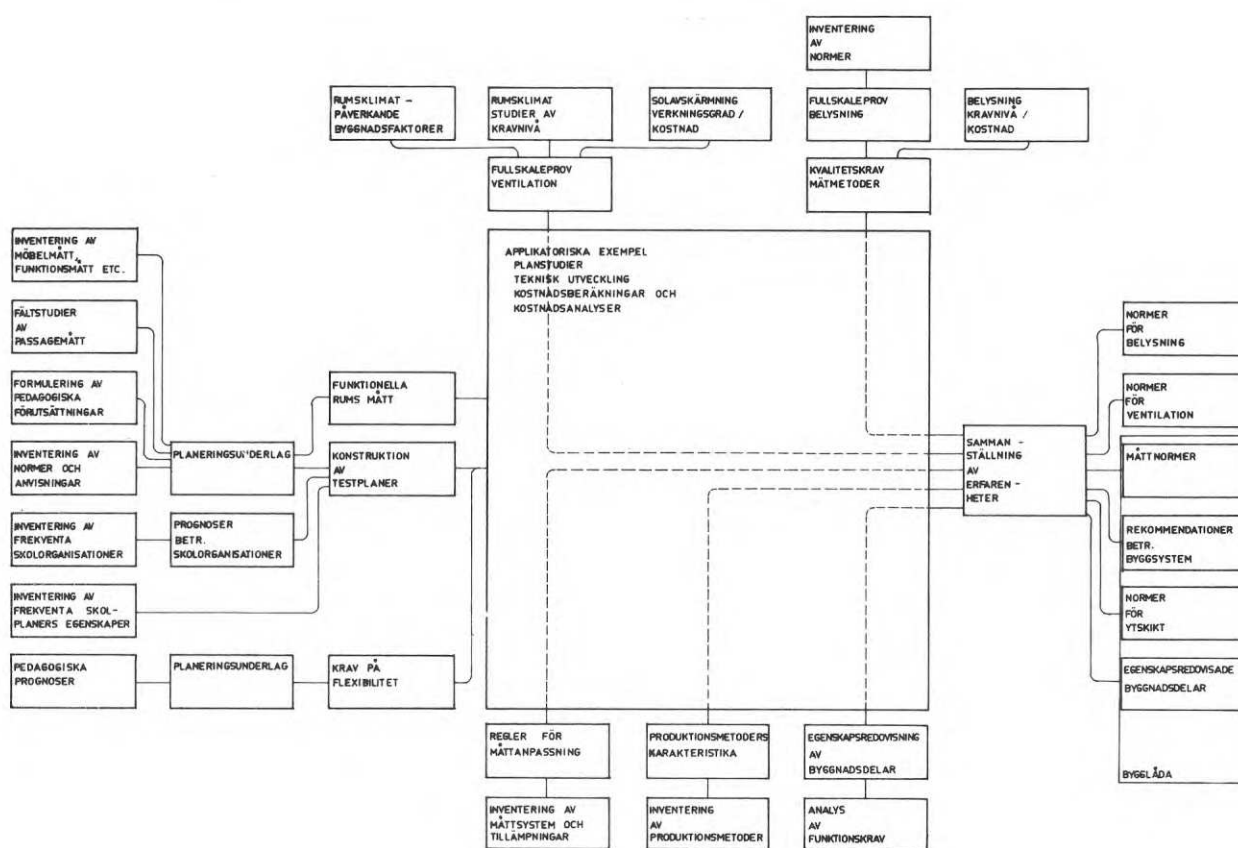 INVENTERING
AV
NORMER
RUMSKLIMAT –
PÅVERKANDE
BYGGNADSFAKTORER
RUMSKLIMAT
STUDIER AV
KRAVNIVÅ
SOLAVSKÄRMNING
VERKNINGSGRAD /
KOSTNAD
FULLSKALEPROV
BELYSNING
BELYSNING
KRAVNIVÅ /
KOSTNAD
FULLSKALEPROV
VENTILATION
KVALITETSKRAV
MÄTMETODER
INVENTERING AV
MÖBELMÅTT,
FUNKTIONSMÅTT ETC.
APPLIKATORISKA EXEMPEL
PLANSTUDIER
TEKNISK UTVECKLING
KOSTNADSBERÄKNINGAR OCH
KOSTNADSANALYSER
FÄLTSTUDIER
AV
PASSAGEMÅTT
NORMER
FÖR
BELYSNING
FORMULERING AV
PEDAGOGISKA
FÖRUTSÄTTNINGAR
FUNKTIONELLA
RUMS MÅTT
NORMER
FÖR
VENTILATION
INVENTERING AV
NORMER OCH
ANVISNINGAR
PLANERINGSUNDERLAG
KONSTRUKTION
AV
TESTPLANER
SAMMAN -
STÄLLNING
AV
ERFAREN -
HETER
MÅTTNORMER
INVENTERING AV
FREKVENTA
SKOLORGANISATIONER
PROGNOSER
BETR.
SKOLORGANISATIONER
REKOMMENDATIONER
BETR.
BYGGSYSTEM
INVENTERING AV
FREKVENTA SKOL-
PLANERS EGENSKAPER
NORMER
FÖR
YTSKIKT
PEDAGOGISKA
PROGNOSER
PLANERINGSUNDERLAG
KRAV PÅ
FLEXIBILITET
EGENSKAPSREDOVISADE
BYGGNADSDELAR
REGLER FÖR
MÅTTANPASSNING
PRODUKTIONSMETODERS
KARAKTERISTIKA
EGENSKAPSREDOVISNING
AV
BYGGNADSDELAR
BYGGLÅDA
INVENTERING AV
MÅTTSYSTEM OCH
TILLÄMPNINGAR
INVENTERING
AV
PRODUKTIONSMETODER
ANALYS
AV
FUNKTIONSKRAV